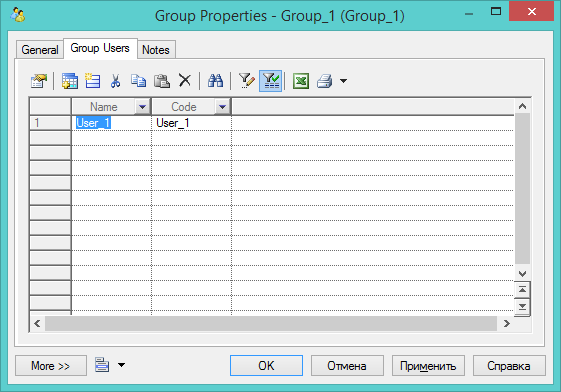 Group Properties - Group_1 (Group_1)
General Group Users Notes
Name Code
1 User_1 User_1
More >> OK Отмена Применить Справка